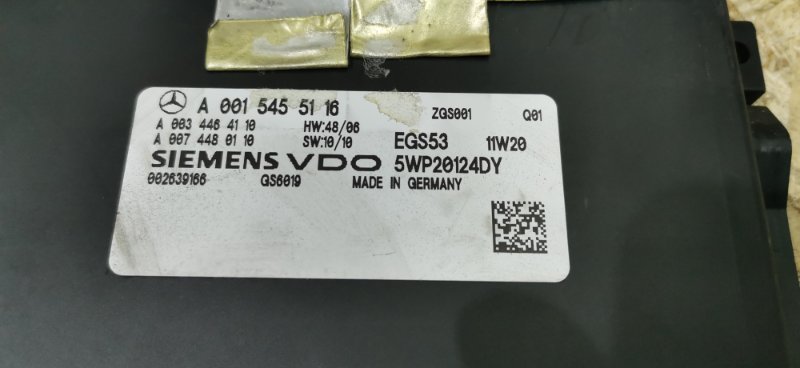 A 001 545 51 16 ZGS001 Q01
A 003 446 41 10 HW:48/06
A 007 448 01 10 SW:10/10 EGS53 11W20
SIEMENS VDO 5WP20124DY
002639166 GS6019 MADE IN GERMANY